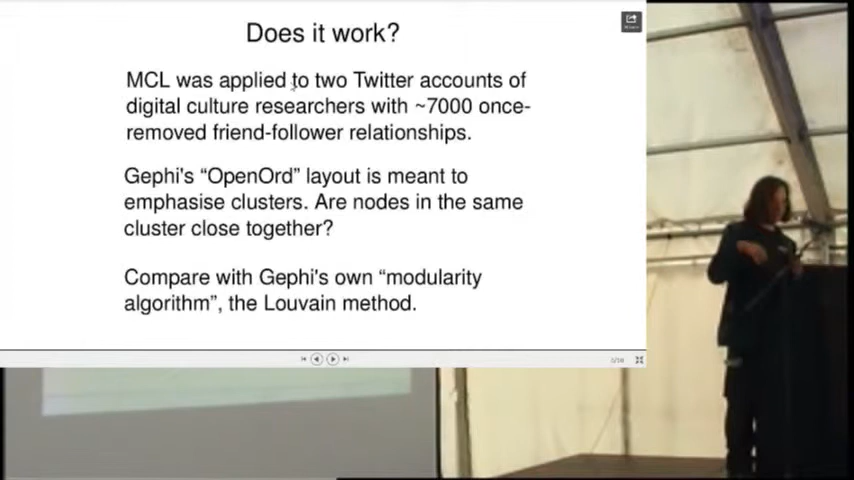 Does it work?
MCL was applied to two Twitter accounts of
digital culture researchers with ~7000 once-
removed friend-follower relationships.
Gephi's “OpenOrd” layout is meant to
emphasise clusters. Are nodes in the same
cluster close together?
Compare with Gephi's own “modularity
algorithm”, the Louvain method.